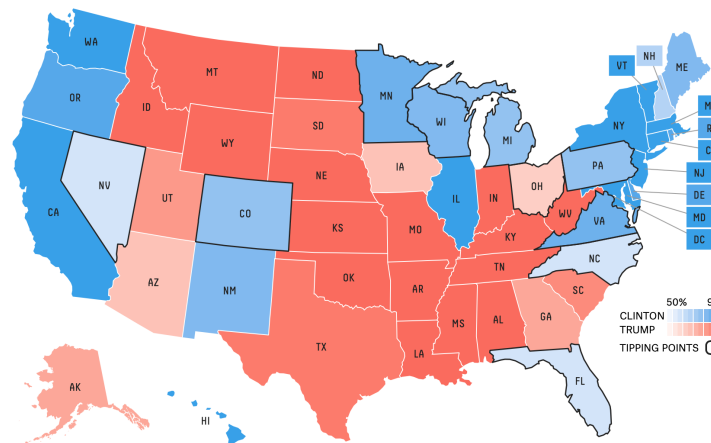 WA
NH
ME
VT
MT
ND
MN
OR
ID
WI
NY
M
SD
R
MI
WY
C
IA
PA
NJ
NE
NV
OH
UT
IL
IN
DE
CO
CA
WV
VA
MD
KS
MO
KY
DC
NC
TN
OK
AZ
NM
AR
SC
50% 9
CLINTON
GA
MS
AL
TRUMP
TX
TIPPING POINTS
LA
FL
AK
HI